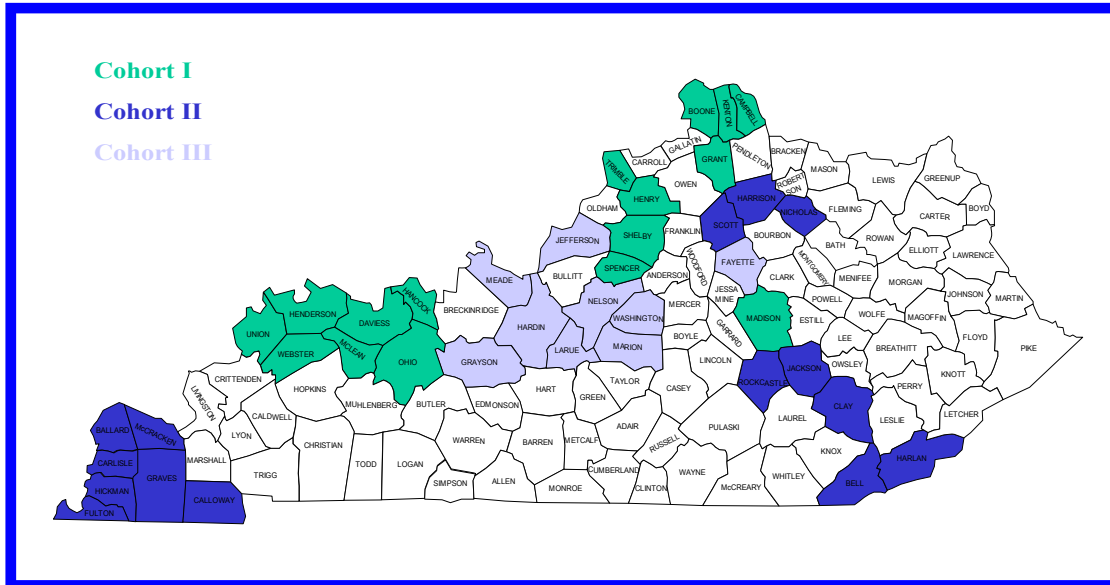 Cohort I
Cohort II
Cohort III
BOONE
KENTON
CAMPBELL
GALLATIN
GRANT
PENDLETON
BRACKEN
MASON
CARROLL
TRIMBLE
OWEN
ROBERT
SON
LEWIS
GREENUP
HENRY
HARRISON
OLDHAM
NICHOLAS
FLEMING
CARTER
BOYD
SCOTT
SHELBY
FRANKLIN
BOURBON
ROWAN
JEFFERSON
BATH
ELLIOTT
LAWRENCE
WOODFORD
FAYETTE
SPENCER
ANDERSON
BULLITT
MONTGOMERY
CLARK
MENIFEE
MORGAN
MEADE
JESSA
MINE
NELSON
MERCER
POWELL
JOHNSON
MARTIN
HANCOCK
BRECKINRIDGE
HENDERSON
DAVIESS
HARDIN
WASHINGTON
MADISON
ESTILL
WOLFE
MAGOFFIN
UNION
GARRARD
BOYLE
LEE
FLOYD
PIKE
WEBSTER
MCLEAN
OHIO
GRAYSON
LARUE
MARION
BREATHITT
LINCOLN
ROCKCASTLE
JACKSON
OWSLEY
KNOTT
CRITTENDEN
HOPKINS
HART
TAYLOR
CASEY
PERRY
LIVINGSTON
CALDWELL
MUHLENBERG
BUTLER
EDMONSON
GREEN
CLAY
LESLIE
LETCHER
BALLARD
McCRACKEN
LYON
CHRISTIAN
WARREN
BARREN
METCALF
ADAIR
RUSSELL
PULASKI
LAUREL
KNOX
HARLAN
CARLISLE
MARSHALL
GRAVES
TRIGG
TODD
LOGAN
SIMPSON
ALLEN
MONROE
CUMBERLAND
CLINTON
WAYNE
McCREARY
WHITLEY
BELL
HICKMAN
CALLOWAY
FULTON